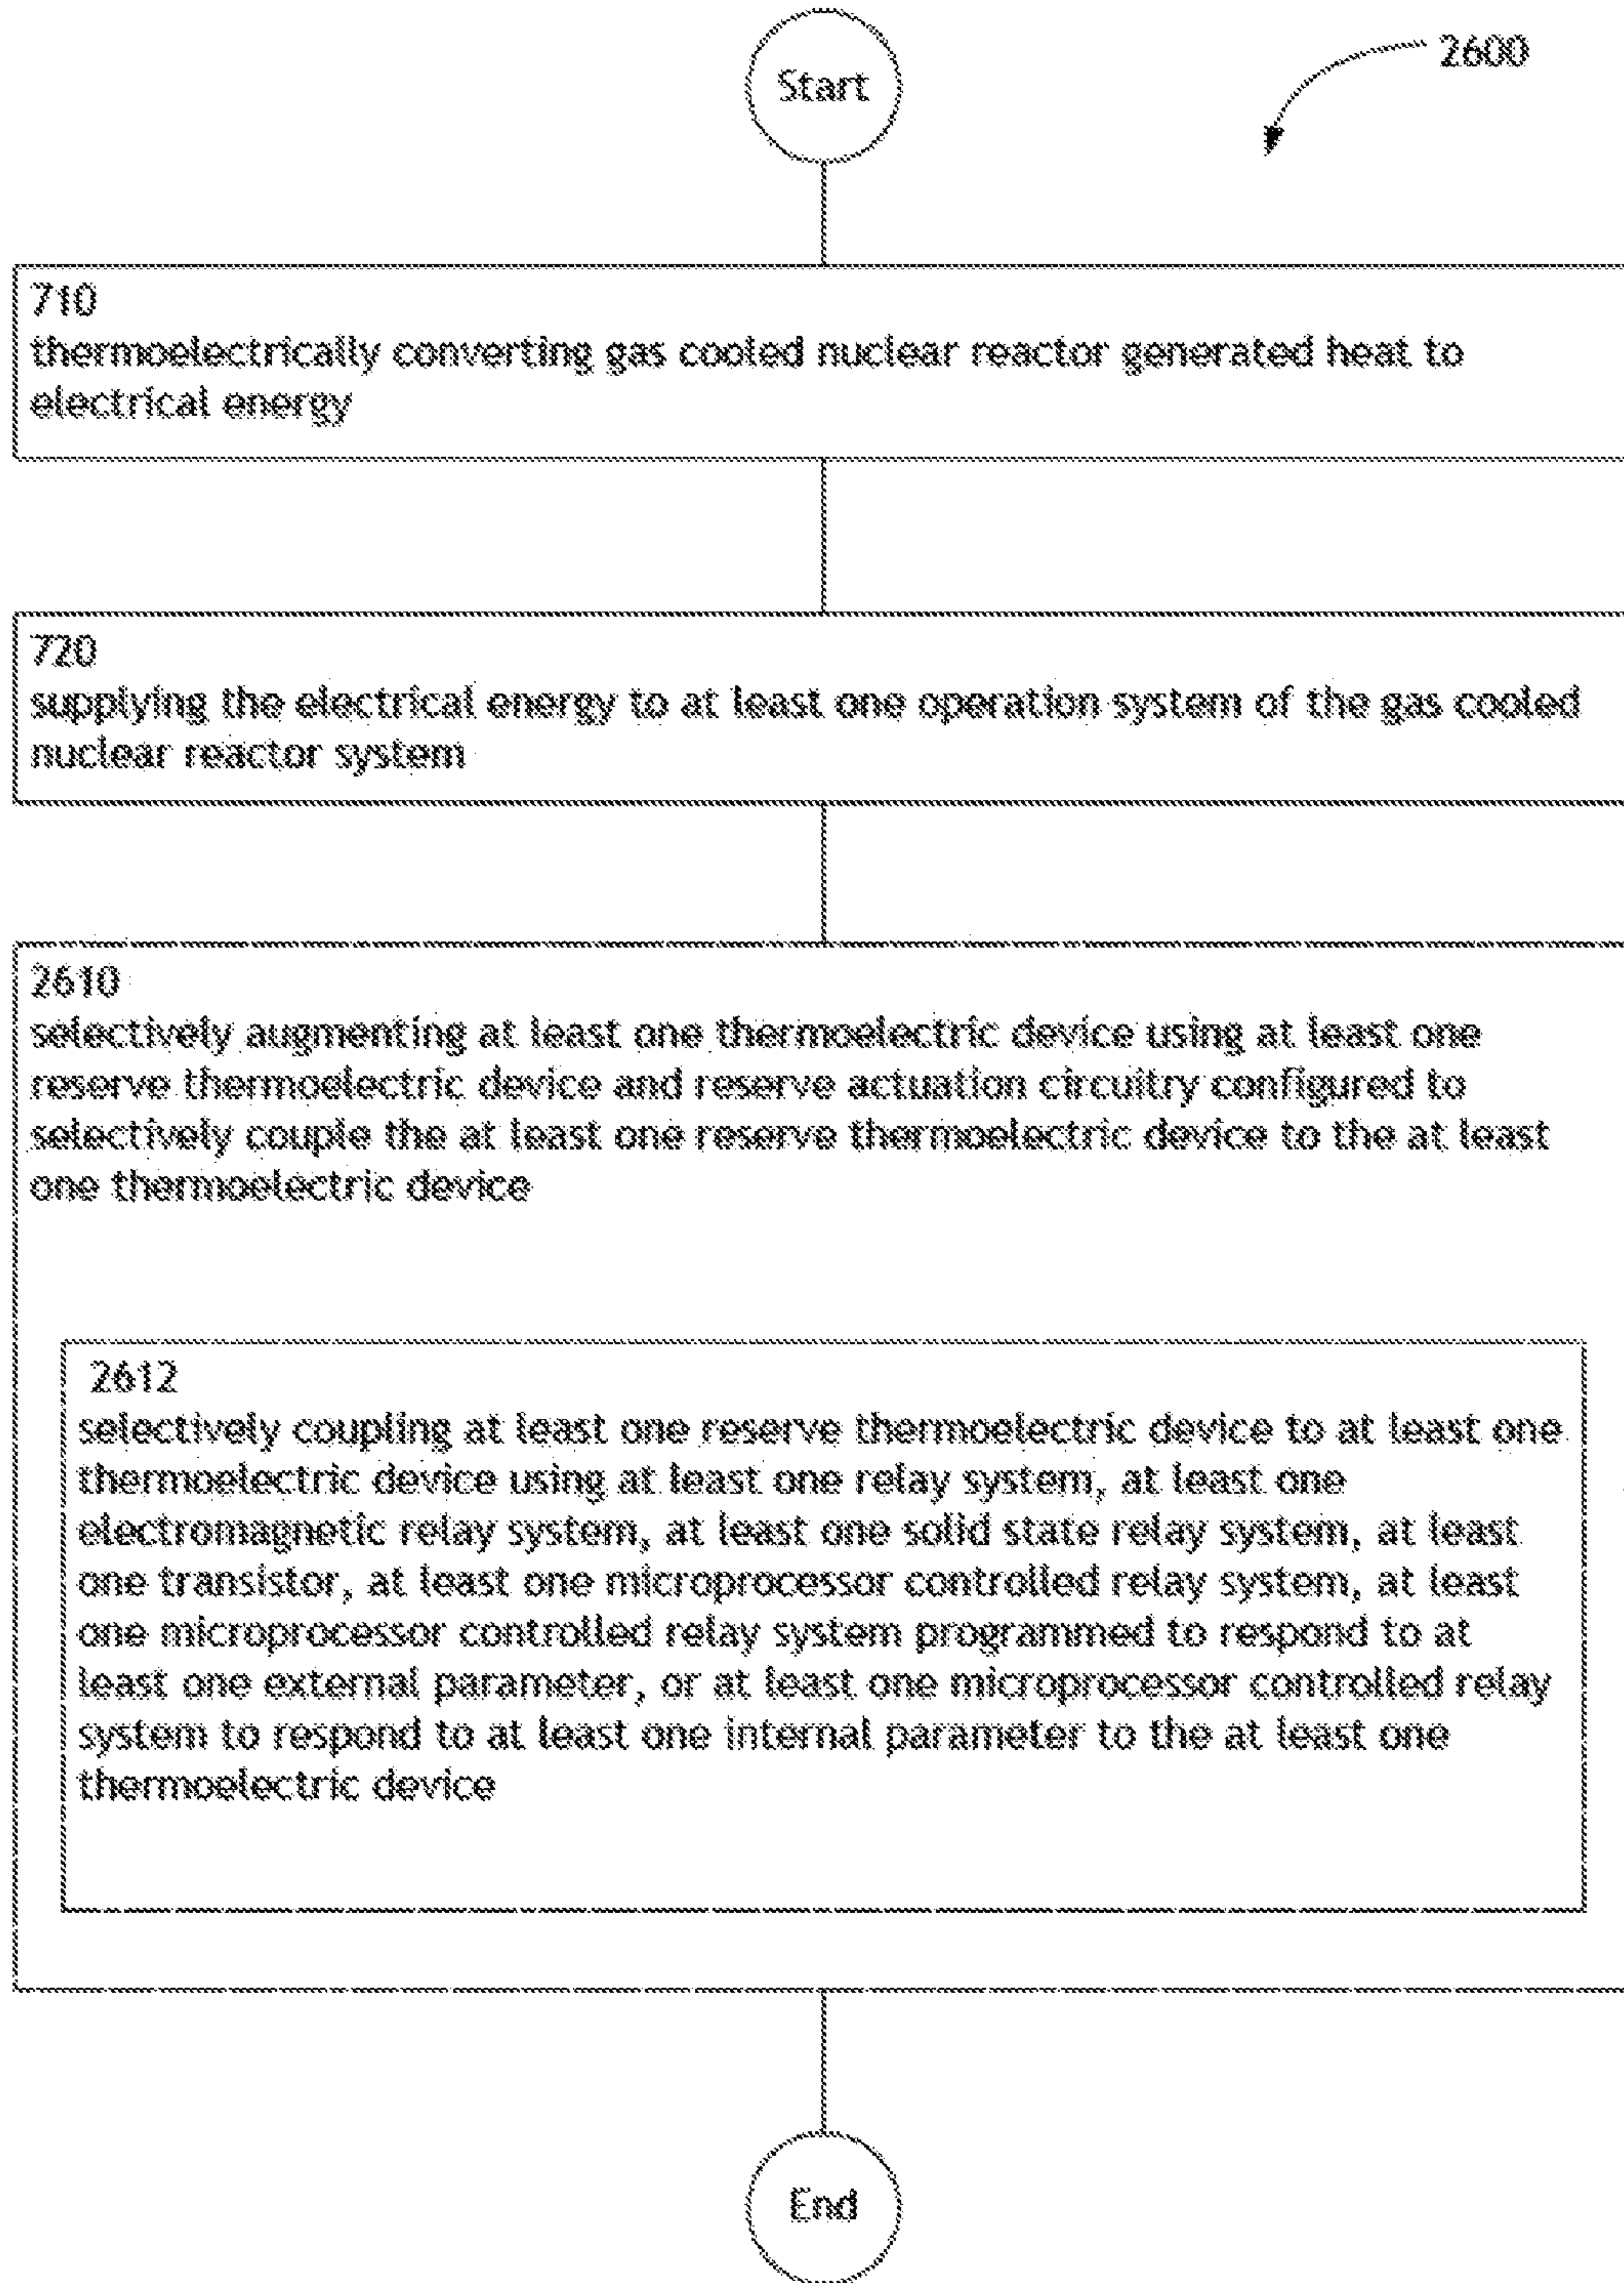 Start
2600
710
thermoelectrically converting gas cooled nuclear reactor generated heat to
electrical energy
720
supplying the electrical energy to at least one operation system of the gas cooled
nuclear reactor system
2610
selectively augmenting at least one thermoelectric device using at least one
reserve thermoelectric device and reserve actuation circuitry configured to
selectively couple the at least one reserve thermoelectric device to the at least
one thermoelectric device
2612
selectively coupling at least one reserve thermoelectric device to at least one
thermoelectric device using at least one relay system, at least one
electromagnetic relay system, at least one solid state relay system, at least
one transistor, at least one microprocessor controlled relay system, at least
one microprocessor controlled relay system programmed to respond to at
least one external parameter, or at least one microprocessor controlled relay
system to respond to at least one internal parameter to the at least one
thermoelectric device
End